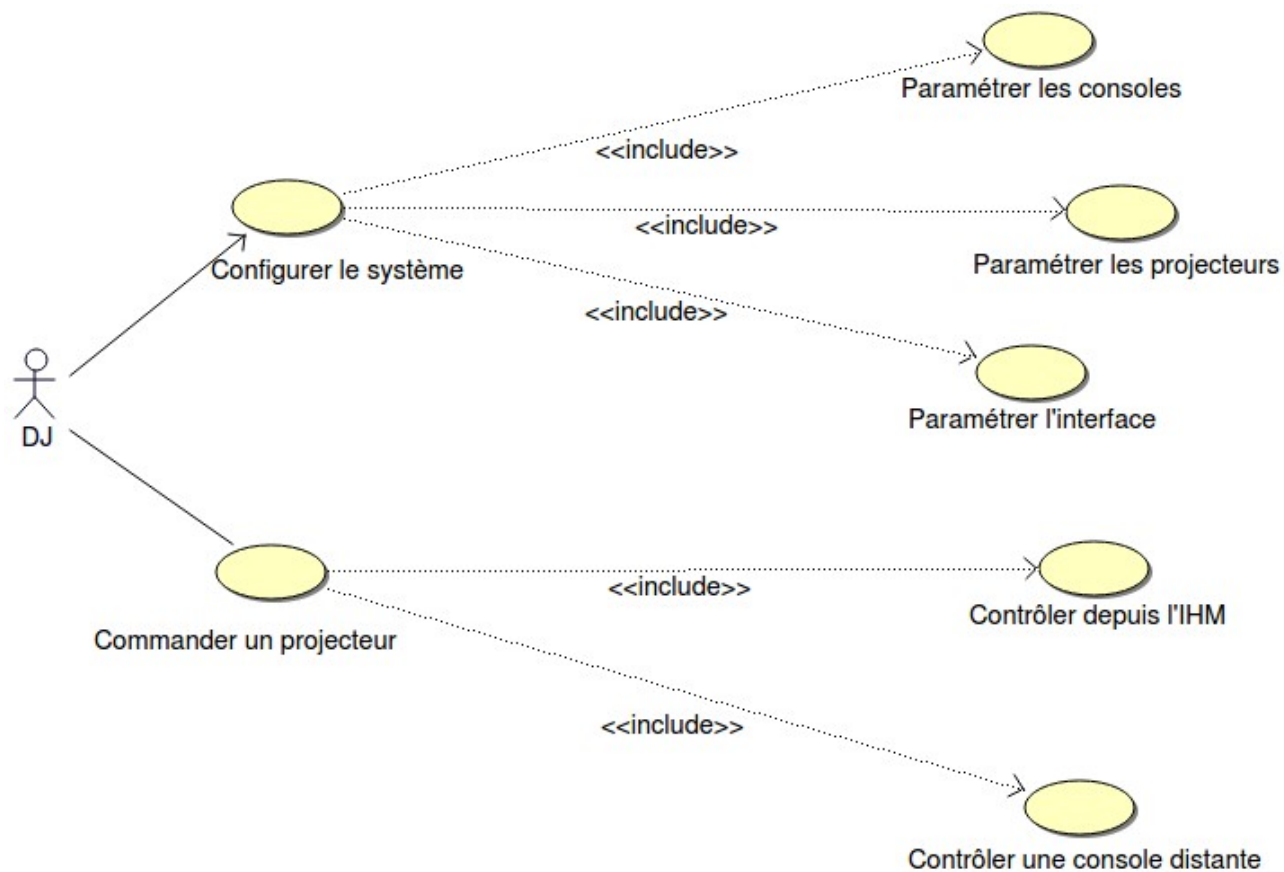 Paramétrer les consoles
<<include>>
<<include>>
Configurer le système
Paramétrer les projecteurs
<<include>>
Paramétrer l'interface
DJ
<<include>>
Contrôler depuis l'IHM
Commander un projecteur
<<include>>
Contrôler une console distante